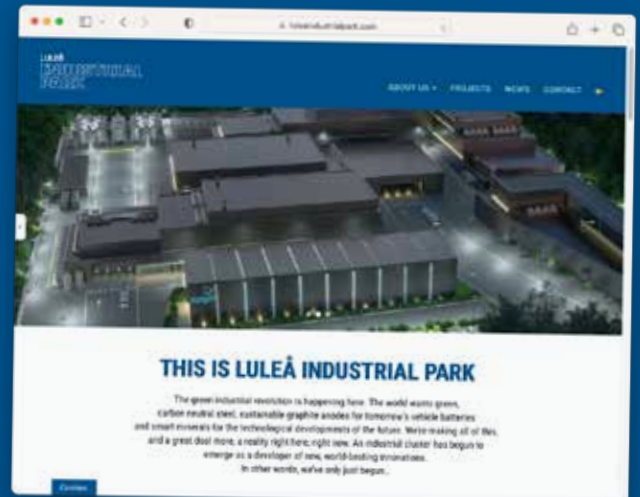 luleaindustrialpark.com
LULEÅ
INDUSTRIAL
PARK
ABOUT US PROJECTS NEWS CONTACT
THIS IS LULEÅ INDUSTRIAL PARK
The green industrial revolution is happening here. The world wants green,
carbon neutral steel, sustainable graphite anodes for tomorrow's vehicle batteries
and smart minerals for the technological developments of the future. We're making all of this,
and a great deal more, a reality right here, right now. An industrial cluster has begun to
emerge as a developer of new, world-beating innovations.
In other words, we've only just begun.